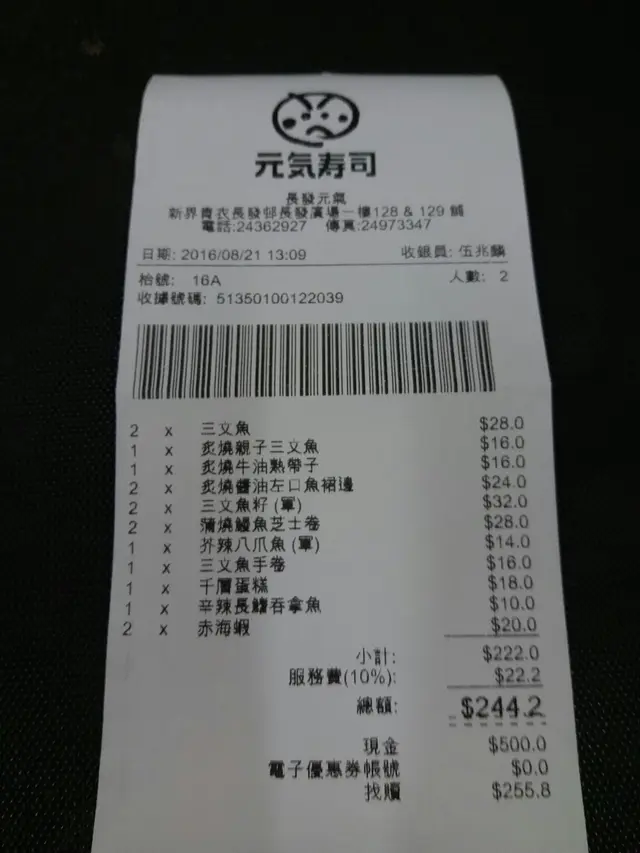 元気寿司
長發元氣
新界青衣長發邨長發廣場一樓128 & 129 舖
電話:24362927 傳真:24973347
日期: 2016/08/21 13:09 收銀員: 伍兆麟
枱號: 16A 人數: 2
收據號碼: 51350100122039
2 x 三文魚 $28.0
1 x 炙燒親子三文魚 $16.0
1 x 炙燒牛油熟帶子 $16.0
2 x 炙燒醬油左口魚裙邊 $24.0
2 x 三文魚籽 (軍) $32.0
2 x 蒲燒鰻魚芝士卷 $28.0
1 x 芥辣八爪魚 (軍) $14.0
1 x 三文魚手卷 $16.0
1 x 千層蛋糕 $18.0
1 x 辛辣長鰭吞拿魚 $10.0
2 x 赤海蝦 $20.0
小計: $222.0
服務費(10%): $22.2
總額: $244.2
現金 $500.0
電子優惠券帳號 $0.0
找贖 $255.8